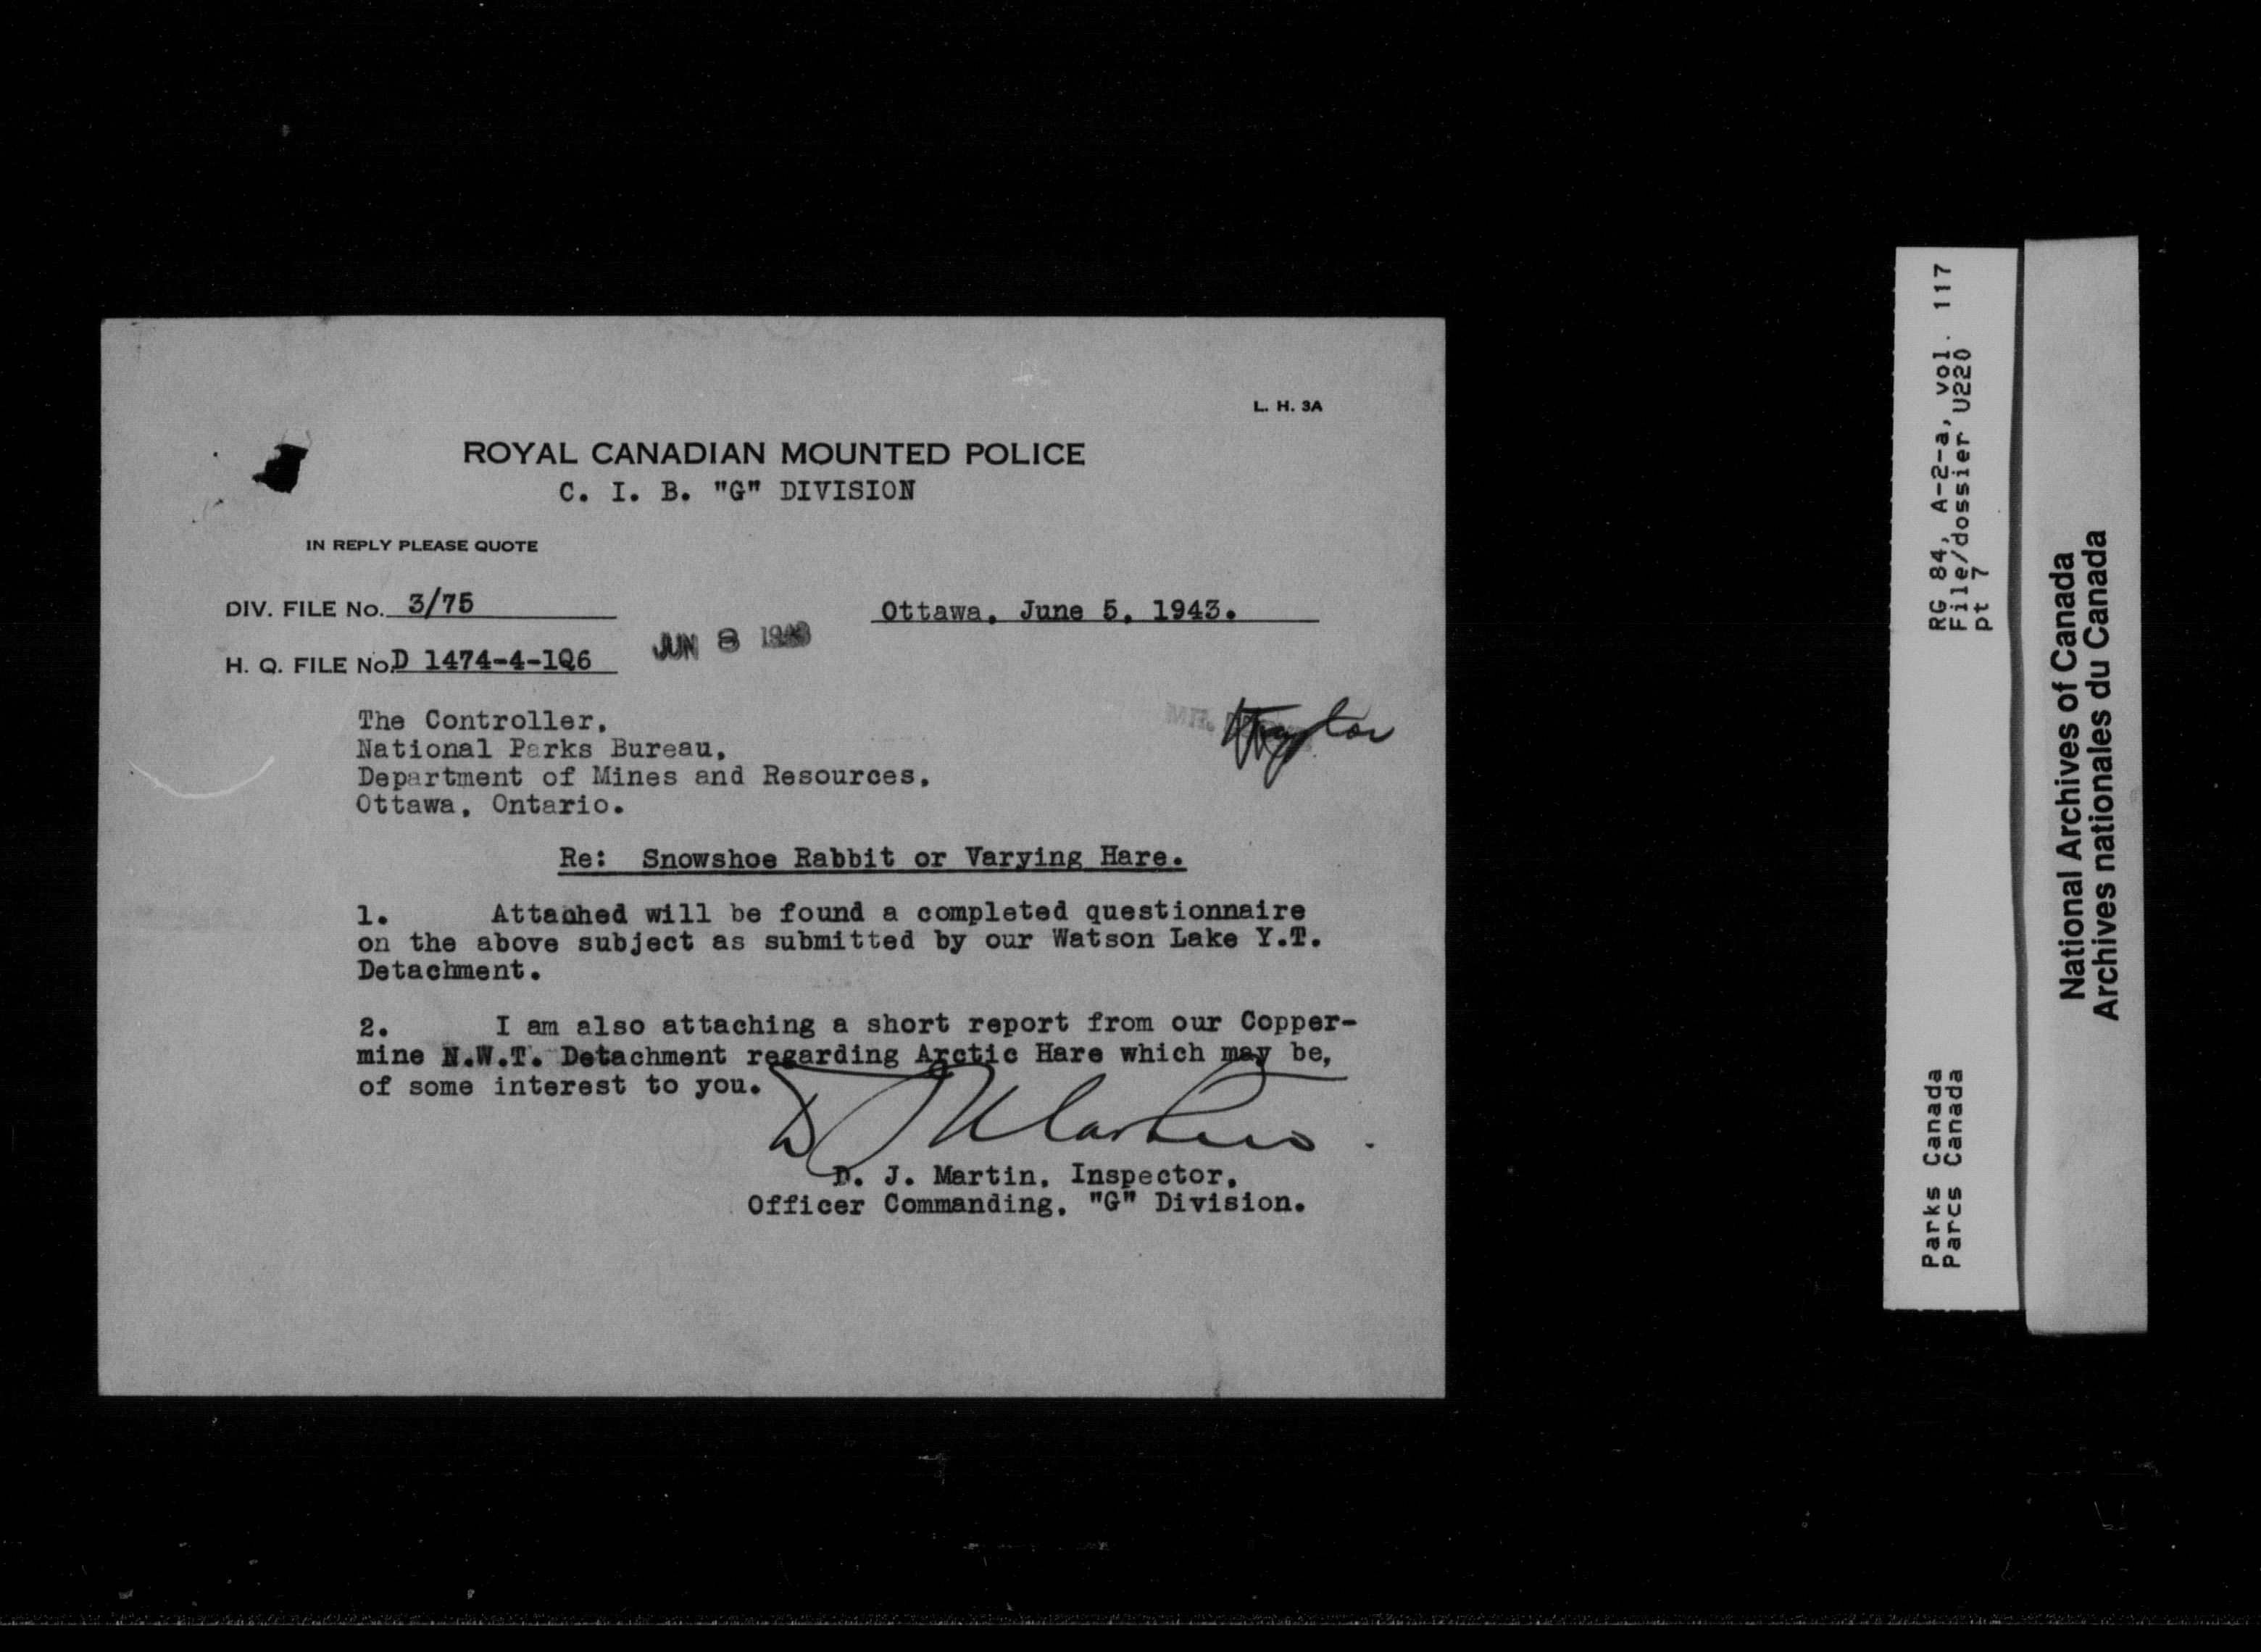 L. H. 3A
ROYAL CANADIAN MOUNTED POLICE
C. I. B. "G" DIVISION
IN REPLY PLEASE QUOTE
DIV. FILE No. 3/75
Ottawa, June 5, 1943.
JUN 8 1943
H. Q. FILE No. D 1474-4-1Q6
The Controller,
National Parks Bureau,
Department of Mines and Resources,
Ottawa, Ontario.
MR.
Re: Snowshoe Rabbit or Varying Hare.
1. Attached will be found a completed questionnaire
on the above subject as submitted by our Watson Lake Y.T.
Detachment.
2. I am also attaching a short report from our Copper-
mine N.W.T. Detachment regarding Arctic Hare which may be,
of some interest to you.
D J Martin
D. J. Martin, Inspector,
Officer Commanding, "G" Division.
RG 84, A-2-a, vol. 117
File/dossier U220
pt 7
Parks Canada
Parcs Canada
National Archives of Canada
Archives nationales du Canada